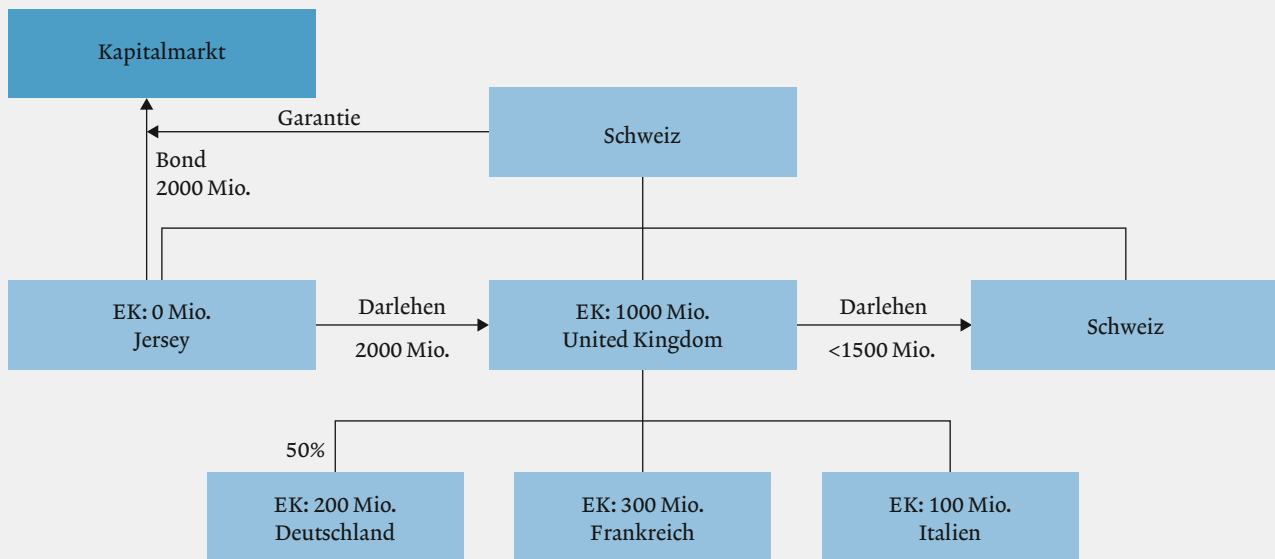 Kapitalmarkt
Garantie
Schweiz
Bond
2000 Mio.
EK: 0 Mio.
Jersey
Darlehen
2000 Mio.
EK: 1000 Mio.
United Kingdom
Darlehen
<1500 Mio.
Schweiz
50%
EK: 200 Mio.
Deutschland
EK: 300 Mio.
Frankreich
EK: 100 Mio.
Italien